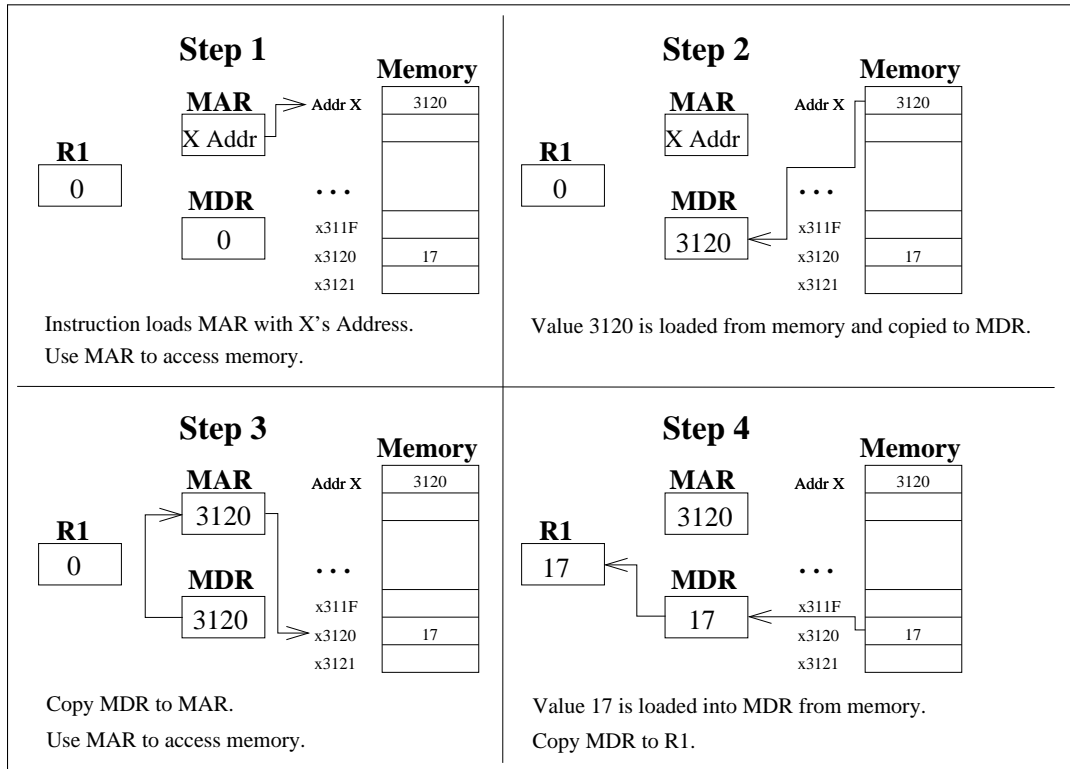 Step 1
Memory
MAR
Addr X
3120
X Addr
R1
0
MDR
...
0
x311F
x3120
17
x3121
Instruction loads MAR with X's Address.
Use MAR to access memory.
Step 2
Memory
MAR
Addr X
3120
X Addr
R1
0
MDR
...
3120
x311F
x3120
17
x3121
Value 3120 is loaded from memory and copied to MDR.
Step 3
Memory
MAR
Addr X
3120
3120
R1
0
MDR
...
3120
x311F
x3120
17
x3121
Copy MDR to MAR.
Use MAR to access memory.
Step 4
Memory
MAR
Addr X
3120
3120
R1
17
MDR
...
17
x311F
x3120
17
x3121
Value 17 is loaded into MDR from memory.
Copy MDR to R1.